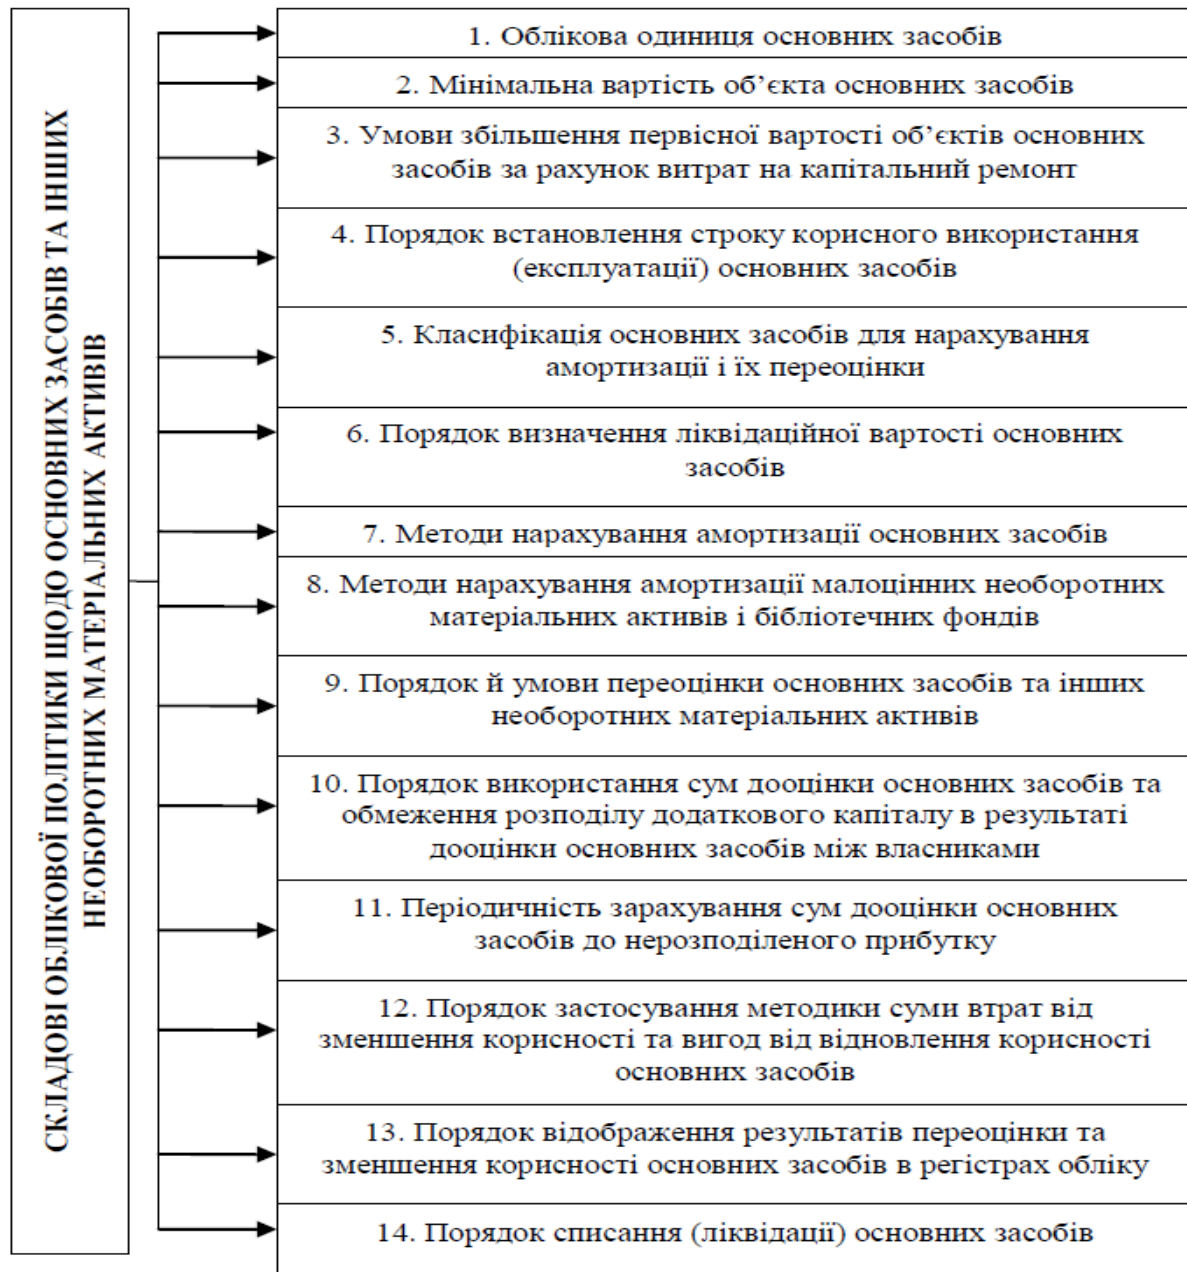 СКЛАДОВІ ОБЛІКОВОЇ ПОЛІТИКИ ЩОДО ОСНОВНИХ ЗАСОБІВ ТА ІНШИХ
НЕОБОРОТНИХ МАТЕРІАЛЬНИХ АКТИВІВ
1. Облікова одиниця основних засобів
2. Мінімальна вартість об’єкта основних засобів
3. Умови збільшення первісної вартості об’єктів основних
засобів за рахунок витрат на капітальний ремонт
4. Порядок встановлення строку корисного використання
(експлуатації) основних засобів
5. Класифікація основних засобів для нарахування
амортизації і їх переоцінки
6. Порядок визначення ліквідаційної вартості основних
засобів
7. Методи нарахування амортизації основних засобів
8. Методи нарахування амортизації малоцінних необоротних
матеріальних активів і бібліотечних фондів
9. Порядок й умови переоцінки основних засобів та інших
необоротних матеріальних активів
10. Порядок використання сум дооцінки основних засобів та
обмеження розподілу додаткового капіталу в результаті
дооцінки основних засобів між власниками
11. Періодичність зарахування сум дооцінки основних
засобів до нерозподіленого прибутку
12. Порядок застосування методики суми втрат від
зменшення корисності та вигод від відновлення корисності
основних засобів
13. Порядок відображення результатів переоцінки та
зменшення корисності основних засобів в регістрах обліку
14. Порядок списання (ліквідації) основних засобів